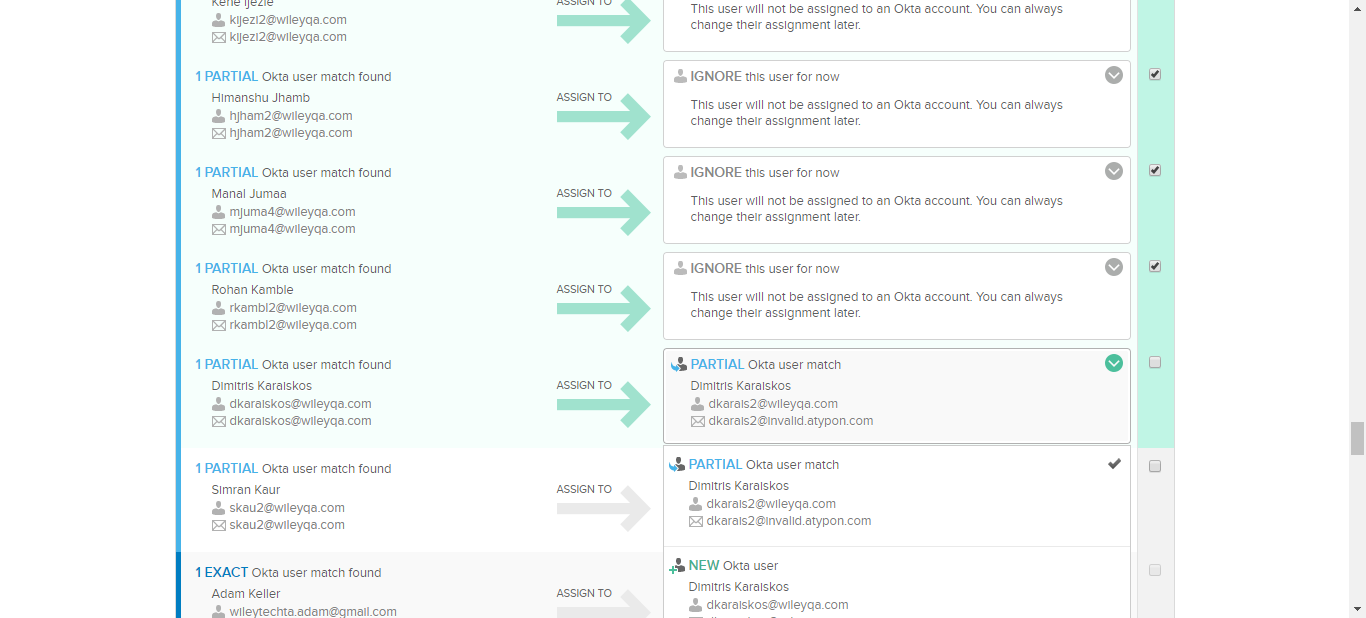 Kene Ijezie
ASSIGN TO
This user will not be assigned to an Okta account. You can always
change their assignment later.
kijezi2@wileyqa.com
kijezi2@wileyqa.com
1 PARTIAL Okta user match found
Himanshu Jhamb
hjham2@wileyqa.com
hjham2@wileyqa.com
ASSIGN TO
IGNORE this user for now
This user will not be assigned to an Okta account. You can always
change their assignment later.
1 PARTIAL Okta user match found
Manal Jumaa
mjuma4@wileyqa.com
mjuma4@wileyqa.com
ASSIGN TO
IGNORE this user for now
This user will not be assigned to an Okta account. You can always
change their assignment later.
1 PARTIAL Okta user match found
Rohan Kamble
rkambl2@wileyqa.com
rkambl2@wileyqa.com
ASSIGN TO
IGNORE this user for now
This user will not be assigned to an Okta account. You can always
change their assignment later.
1 PARTIAL Okta user match found
Dimitris Karaiskos
dkaraiskos@wileyqa.com
dkaraiskos@wileyqa.com
ASSIGN TO
PARTIAL Okta user match
Dimitris Karaiskos
dkarais2@wileyqa.com
dkarais2@invalid.atypon.com
1 PARTIAL Okta user match found
Simran Kaur
skau2@wileyqa.com
skau2@wileyqa.com
ASSIGN TO
PARTIAL Okta user match
Dimitris Karaiskos
dkarais2@wileyqa.com
dkarais2@invalid.atypon.com
1 EXACT Okta user match found
Adam Keller
wileytechta.adam@gmail.com
ASSIGN TO
NEW Okta user
Dimitris Karaiskos
dkaraiskos@wileyqa.com